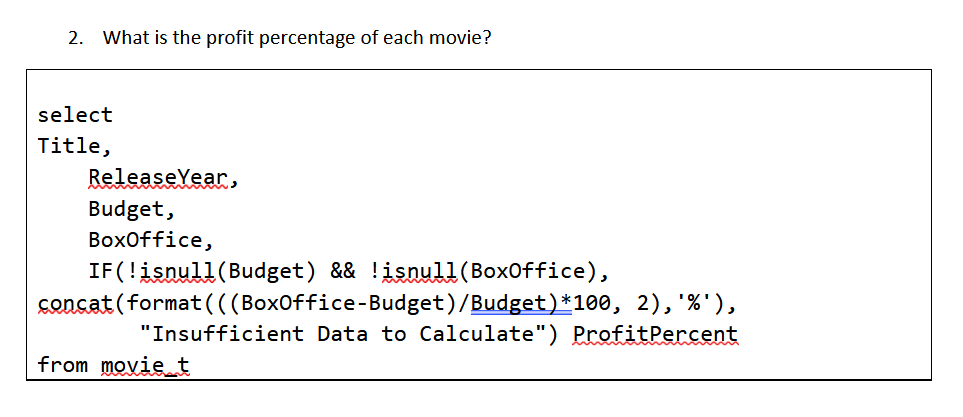 2. What is the profit percentage of each movie?
select
Title,
ReleaseYear,
Budget,
BoxOffice,
IF(!isnull(Budget) && !isnull(BoxOffice),
concat(format(((BoxOffice-Budget)/Budget)*100, 2),'%'),
"Insufficient Data to Calculate") ProfitPercent
from movie_t